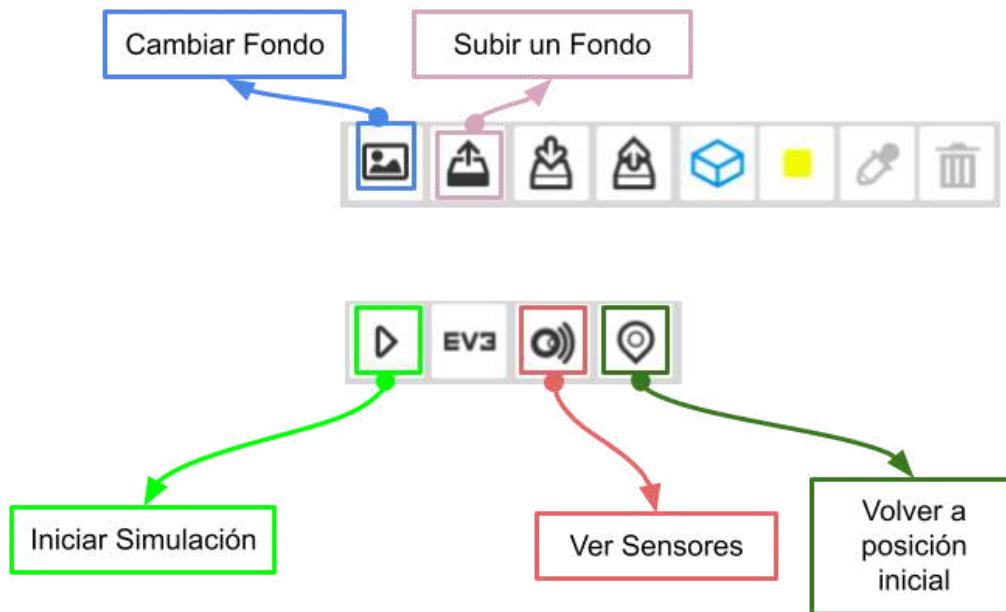 Cambiar Fondo
Subir un Fondo
EV3
Iniciar Simulación
Ver Sensores
Volver a
posición
inicial